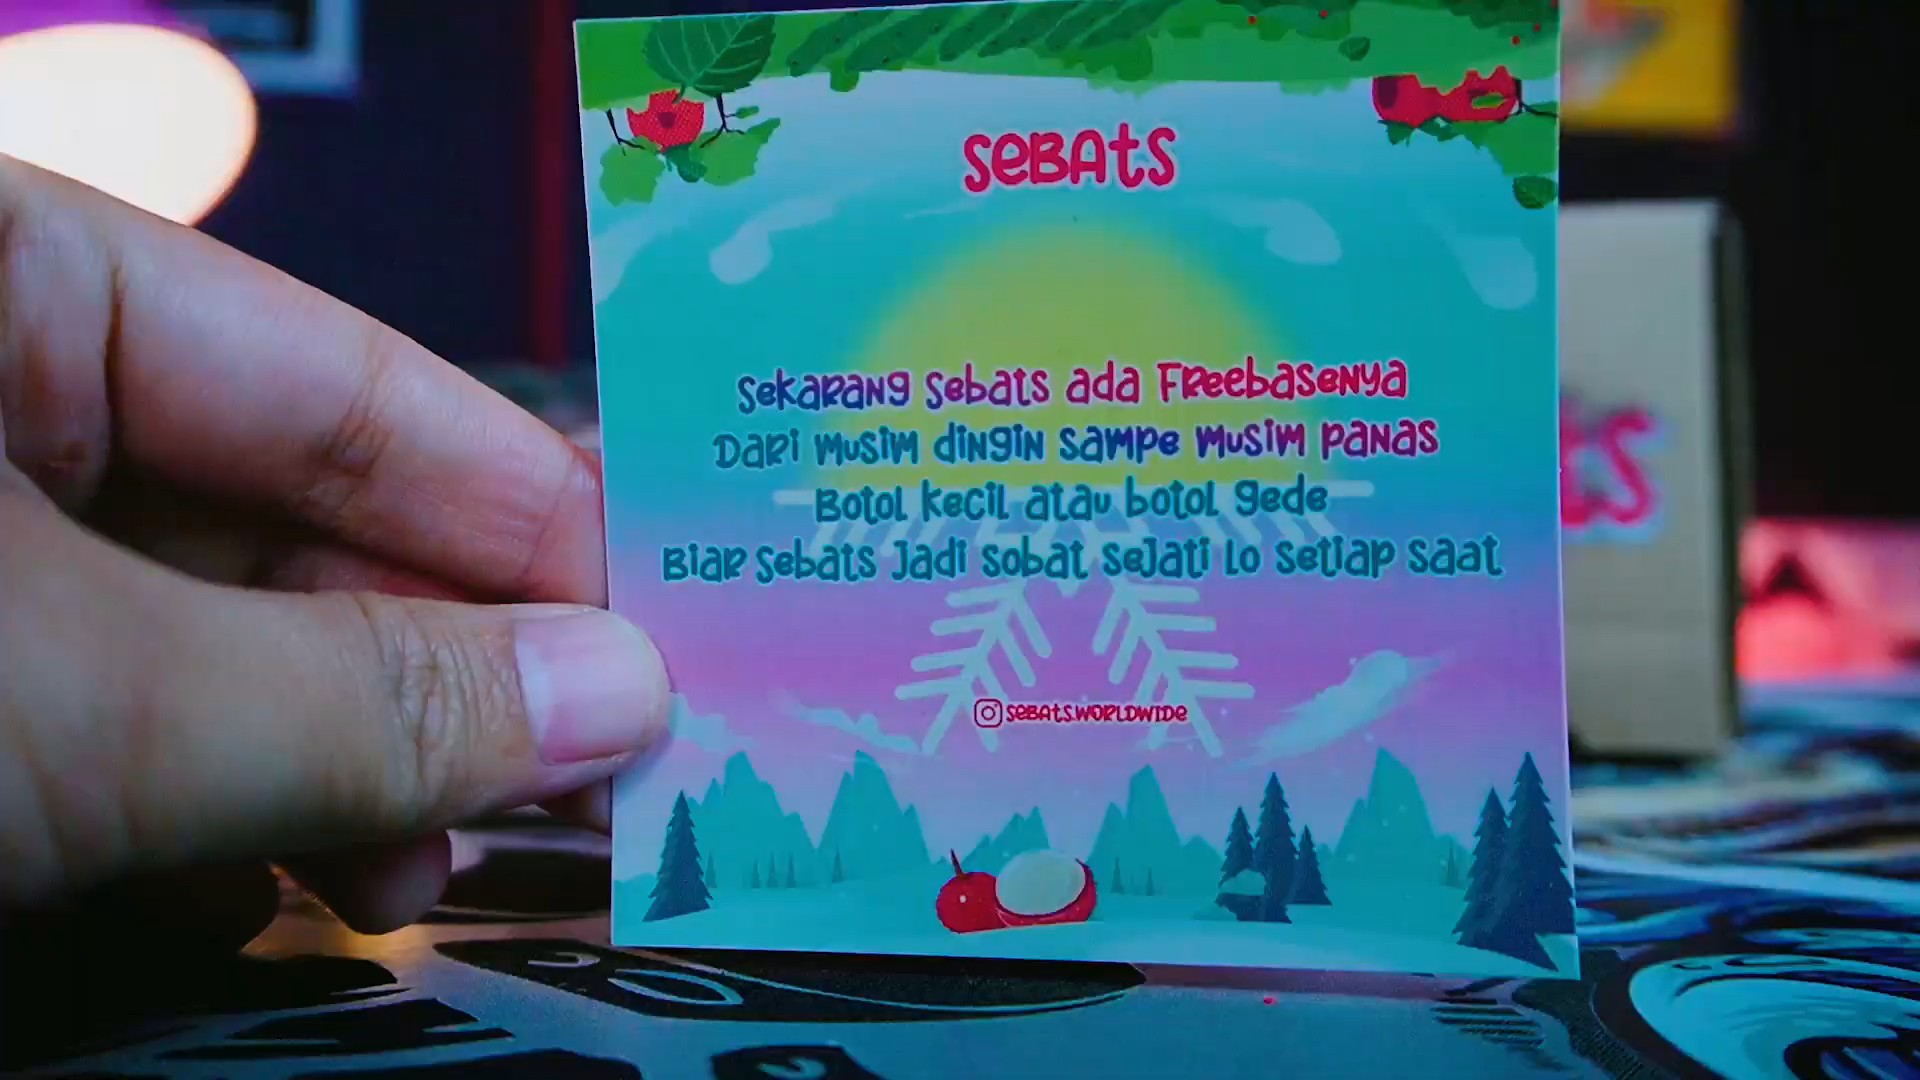 SEBATS
Sekarang Sebats ada Freebasenya
Dari musim dingin sampe musim panas
Botol kecil atau botol gede
Biar Sebats jadi sobat sejati lo setiap saat
SEBATS.WORLDWIDE